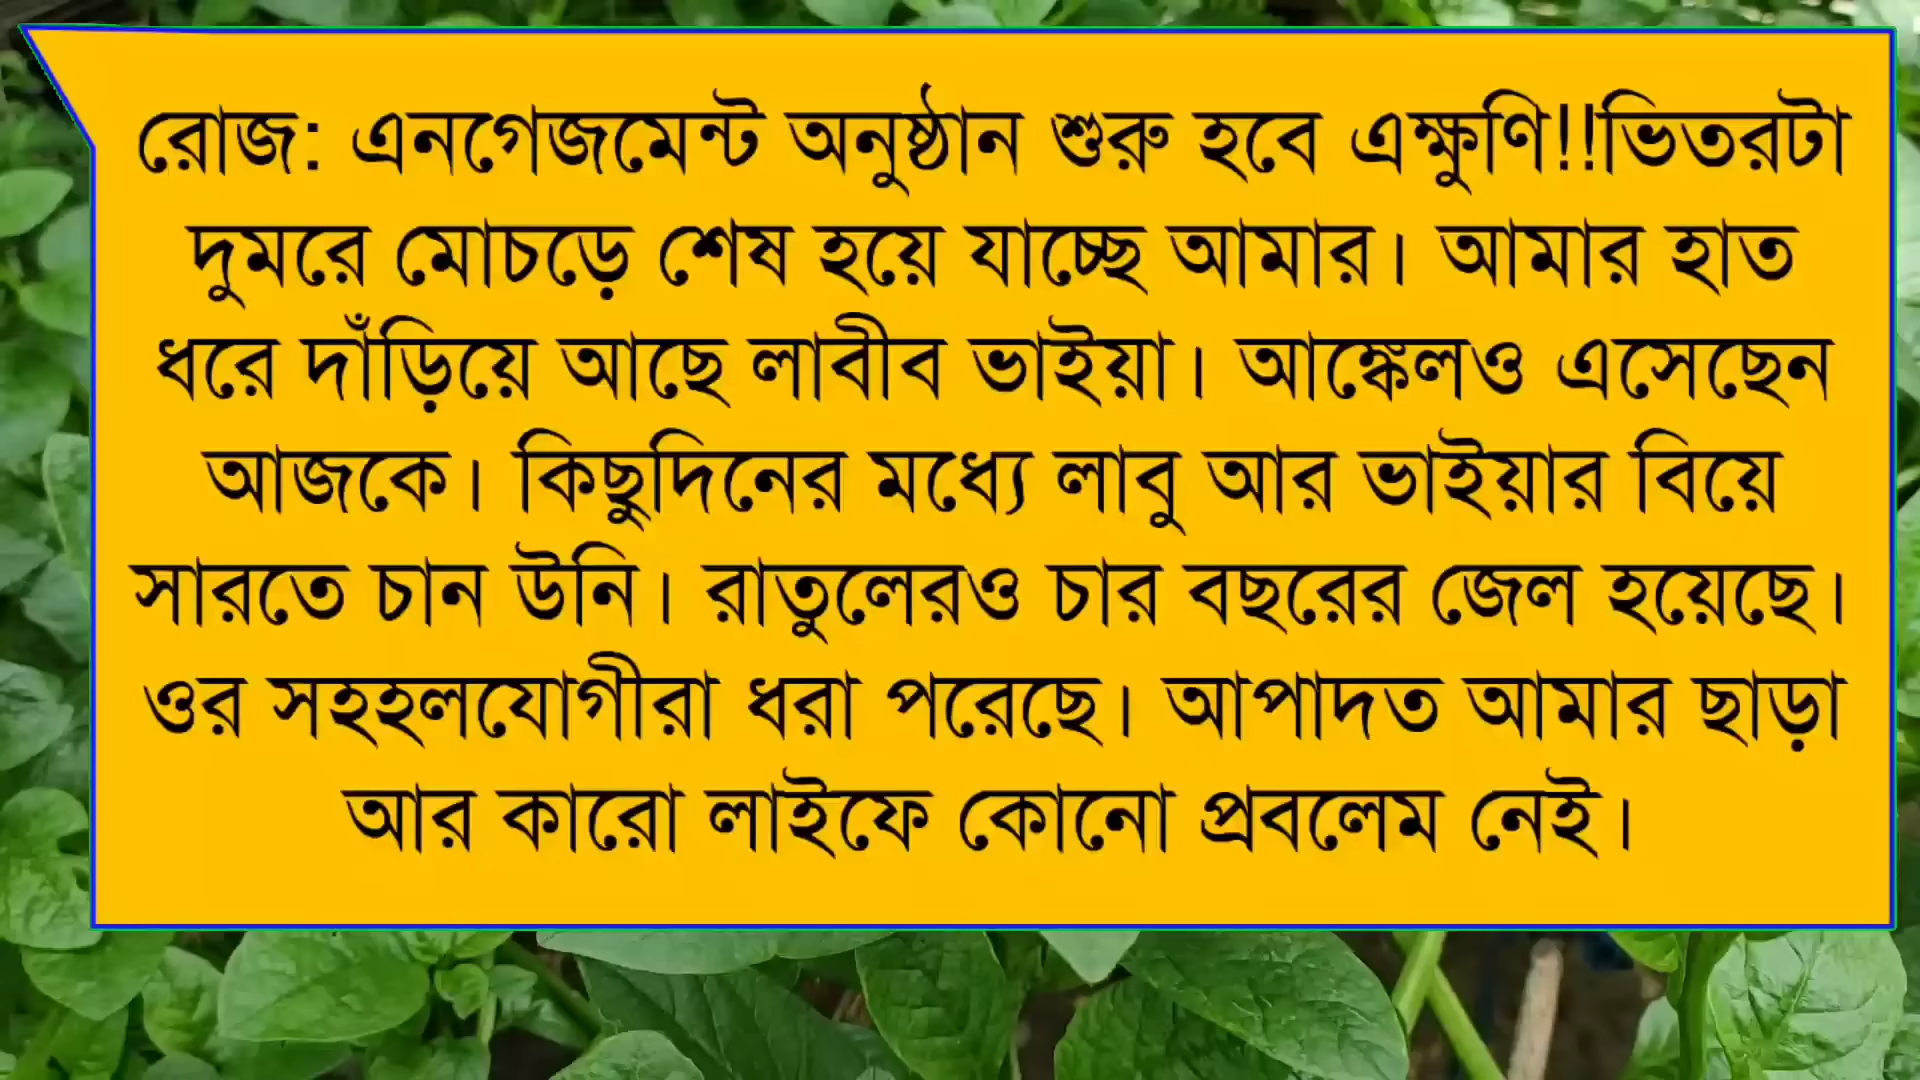 রোজ: এনগেজমেন্ট অনুষ্ঠান শুরু হবে এক্ষুণি!!ভিতরটা
দুমরে মোচড়ে শেষ হয়ে যাচ্ছে আমার। আমার হাত
ধরে দাঁড়িয়ে আছে লাবীব ভাইয়া। আঙ্কেলও এসেছেন
আজকে। কিছুদিনের মধ্যে লাবু আর ভাইয়ার বিয়ে
সারতে চান উনি। রাতুলেরও চার বছরের জেল হয়েছে।
ওর সহহলযোগীরা ধরা পরেছে। আপাদত আমার ছাড়া
আর কারো লাইফে কোনো প্রবলেম নেই।